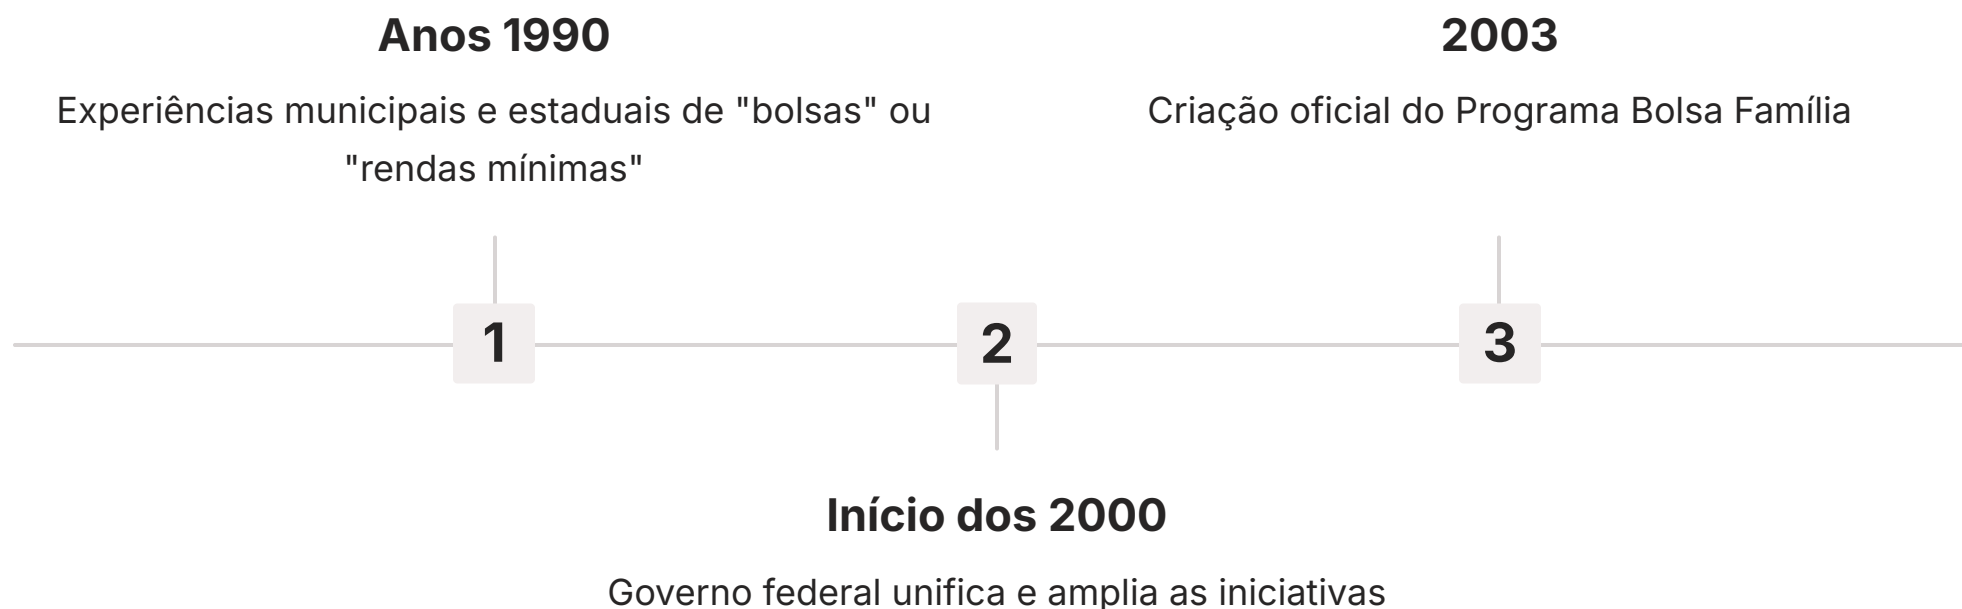 Anos 1990
Experiências municipais e estaduais de "bolsas" ou
"rendas mínimas"
2003
Criação oficial do Programa Bolsa Família
1
2
3
Início dos 2000
Governo federal unifica e amplia as iniciativas